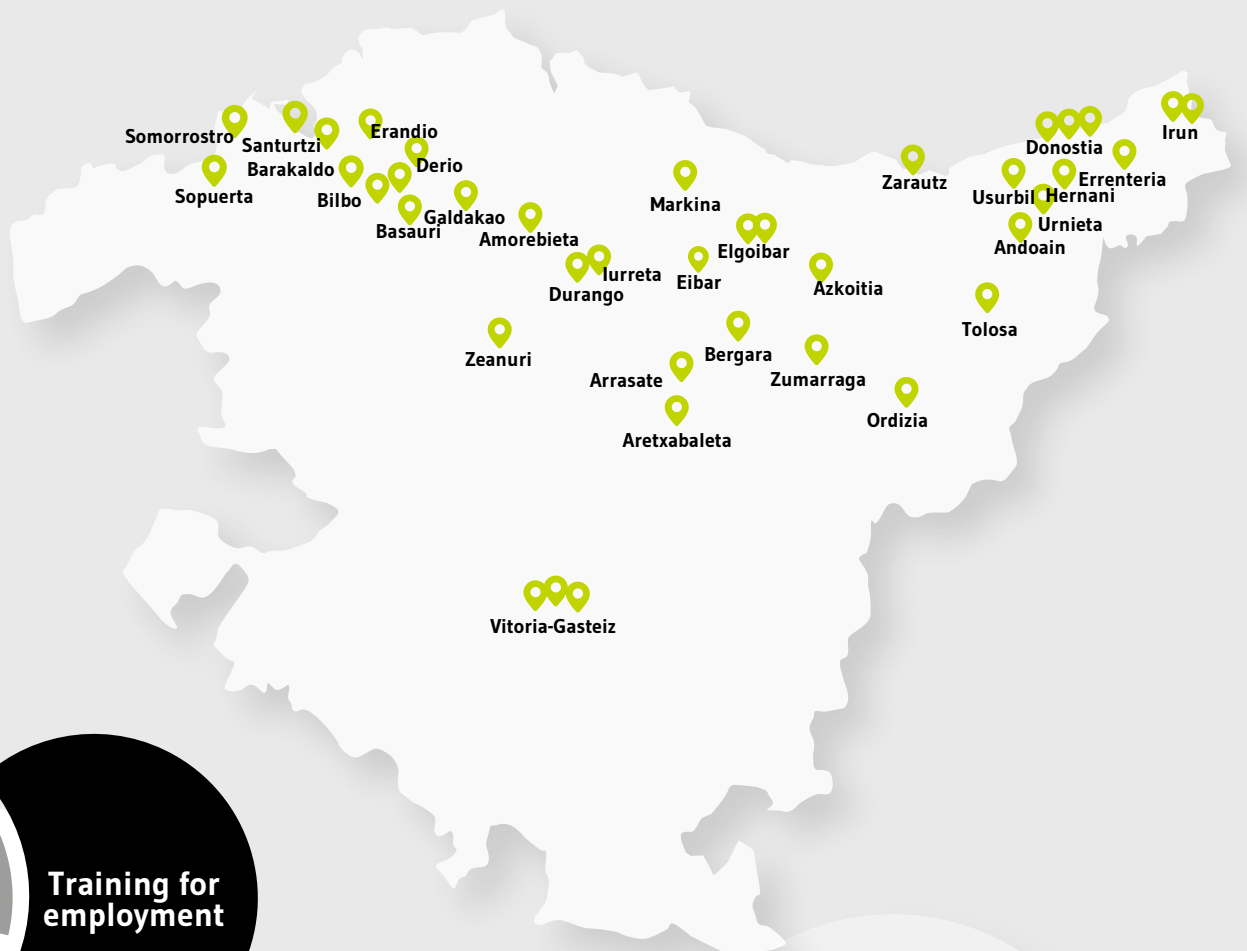 Somorrostro
Santurtzi
Erandio
Irun
Donostia
Barakaldo
Derio
Sopuerta
Bilbo
Galdakao
Basauri
Amorebieta
Markina
Zarautz
Errenteria
Usurbil
Hernani
Urnieta
Andoain
Elgoibar
Iurreta
Eibar
Durango
Azkoitia
Tolosa
Zeanuri
Bergara
Arrasate
Zumarraga
Ordizia
Aretxabaleta
Vitoria-Gasteiz
Training for
employment